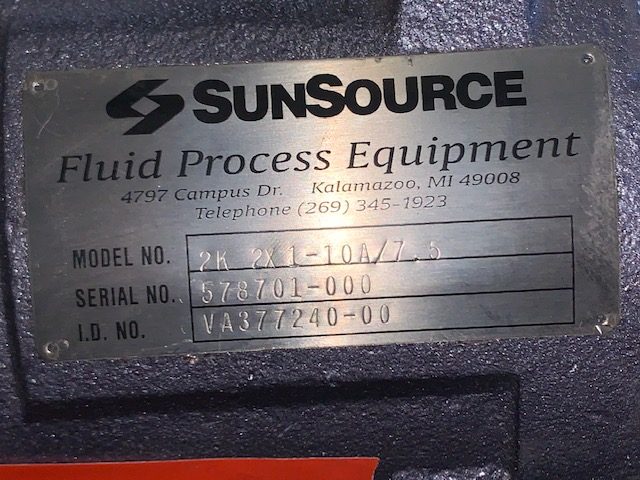 SUNSOURCE
Fluid Process Equipment
4797 Campus Dr. Kalamazoo, MI 49008
Telephone (269) 345-1923
MODEL NO. 2K 2X1-10A/7.5
SERIAL NO. 578701-000
I.D. NO. VA377240-00